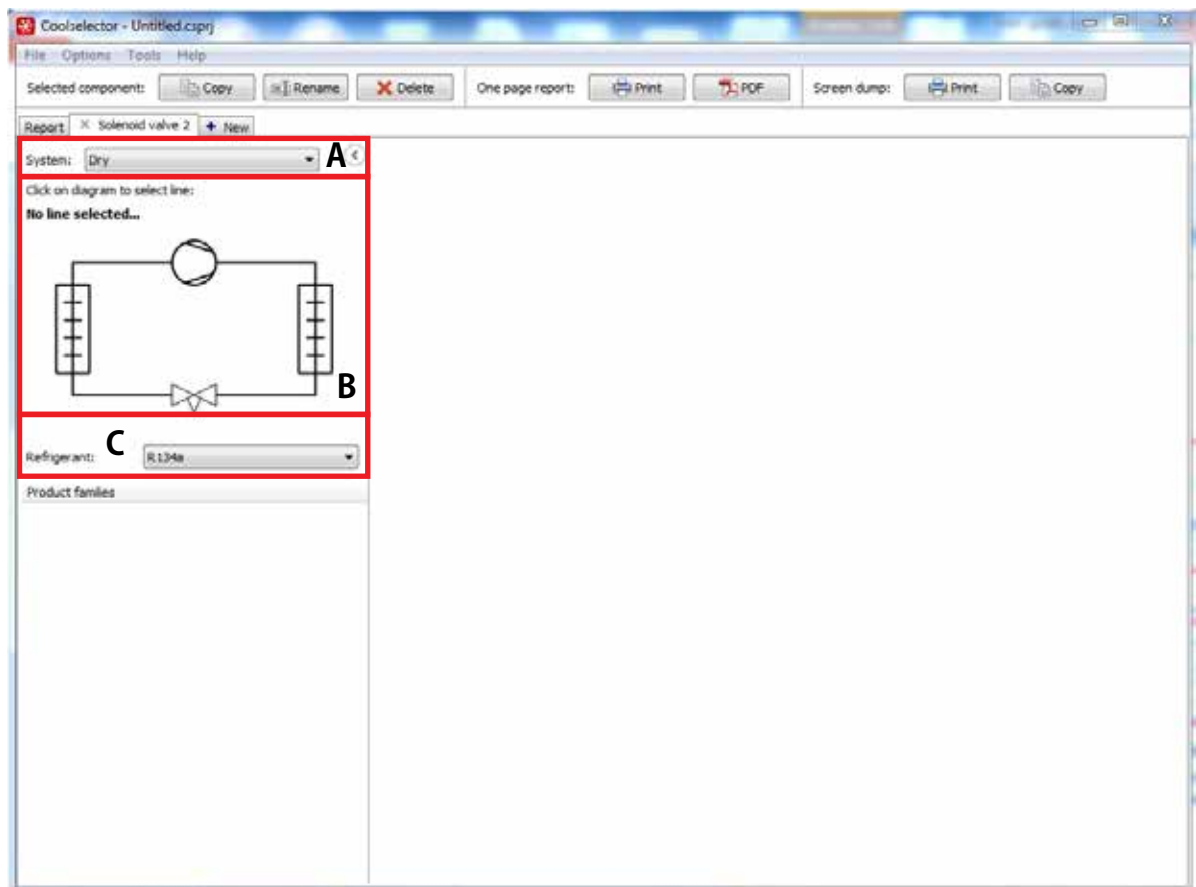 Coolselector - Untitled.csprj
File Options Tools Help
Selected component: Copy Rename Delete One page report: Print PDF Screen dump: Print Copy
Report Solenoid valve 2 New
System: Dry A
Click on diagram to select line:
No line selected...
B
C
Refrigerant: R134a
Product families